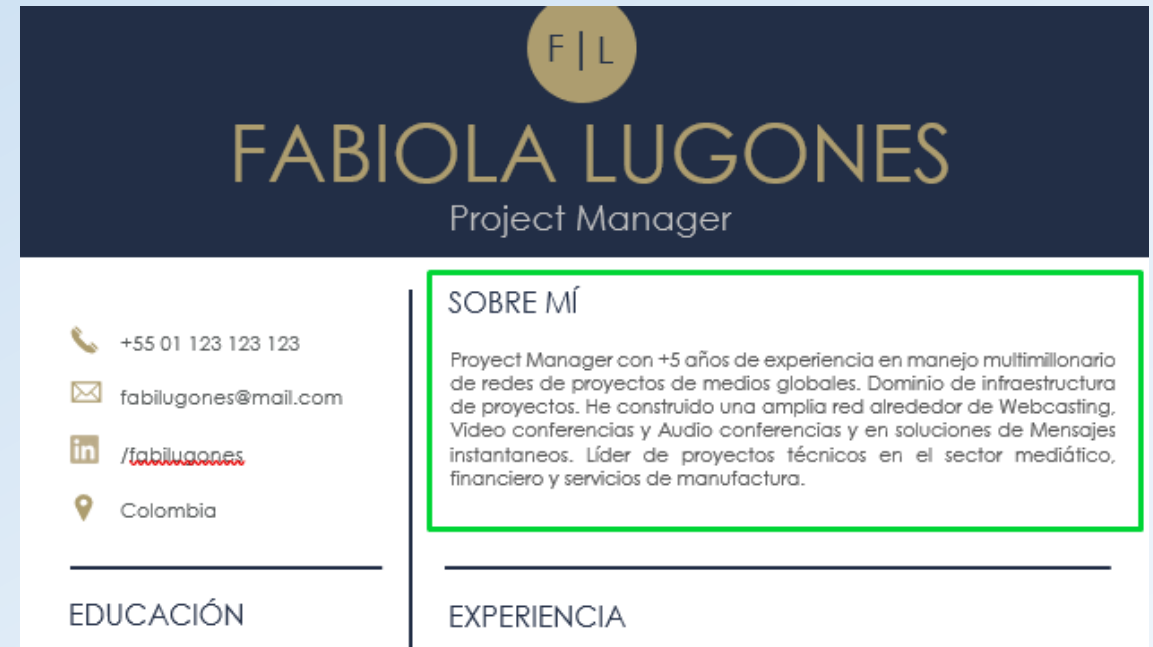 F | L
FABIOLA LUGONES
Project Manager
+55 01 123 123 123
fabilugones@mail.com
in
/fabilugones
Colombia
EDUCACIÓN
SOBRE MÍ
Proyect Manager con +5 años de experiencia en manejo multimillonario
de redes de proyectos de medios globales. Dominio de infraestructura
de proyectos. He construido una amplia red alrededor de Webcasting,
Video conferencias y Audio conferencias y en soluciones de Mensajes
instantaneos. Líder de proyectos técnicos en el sector mediático,
financiero y servicios de manufactura.
EXPERIENCIA